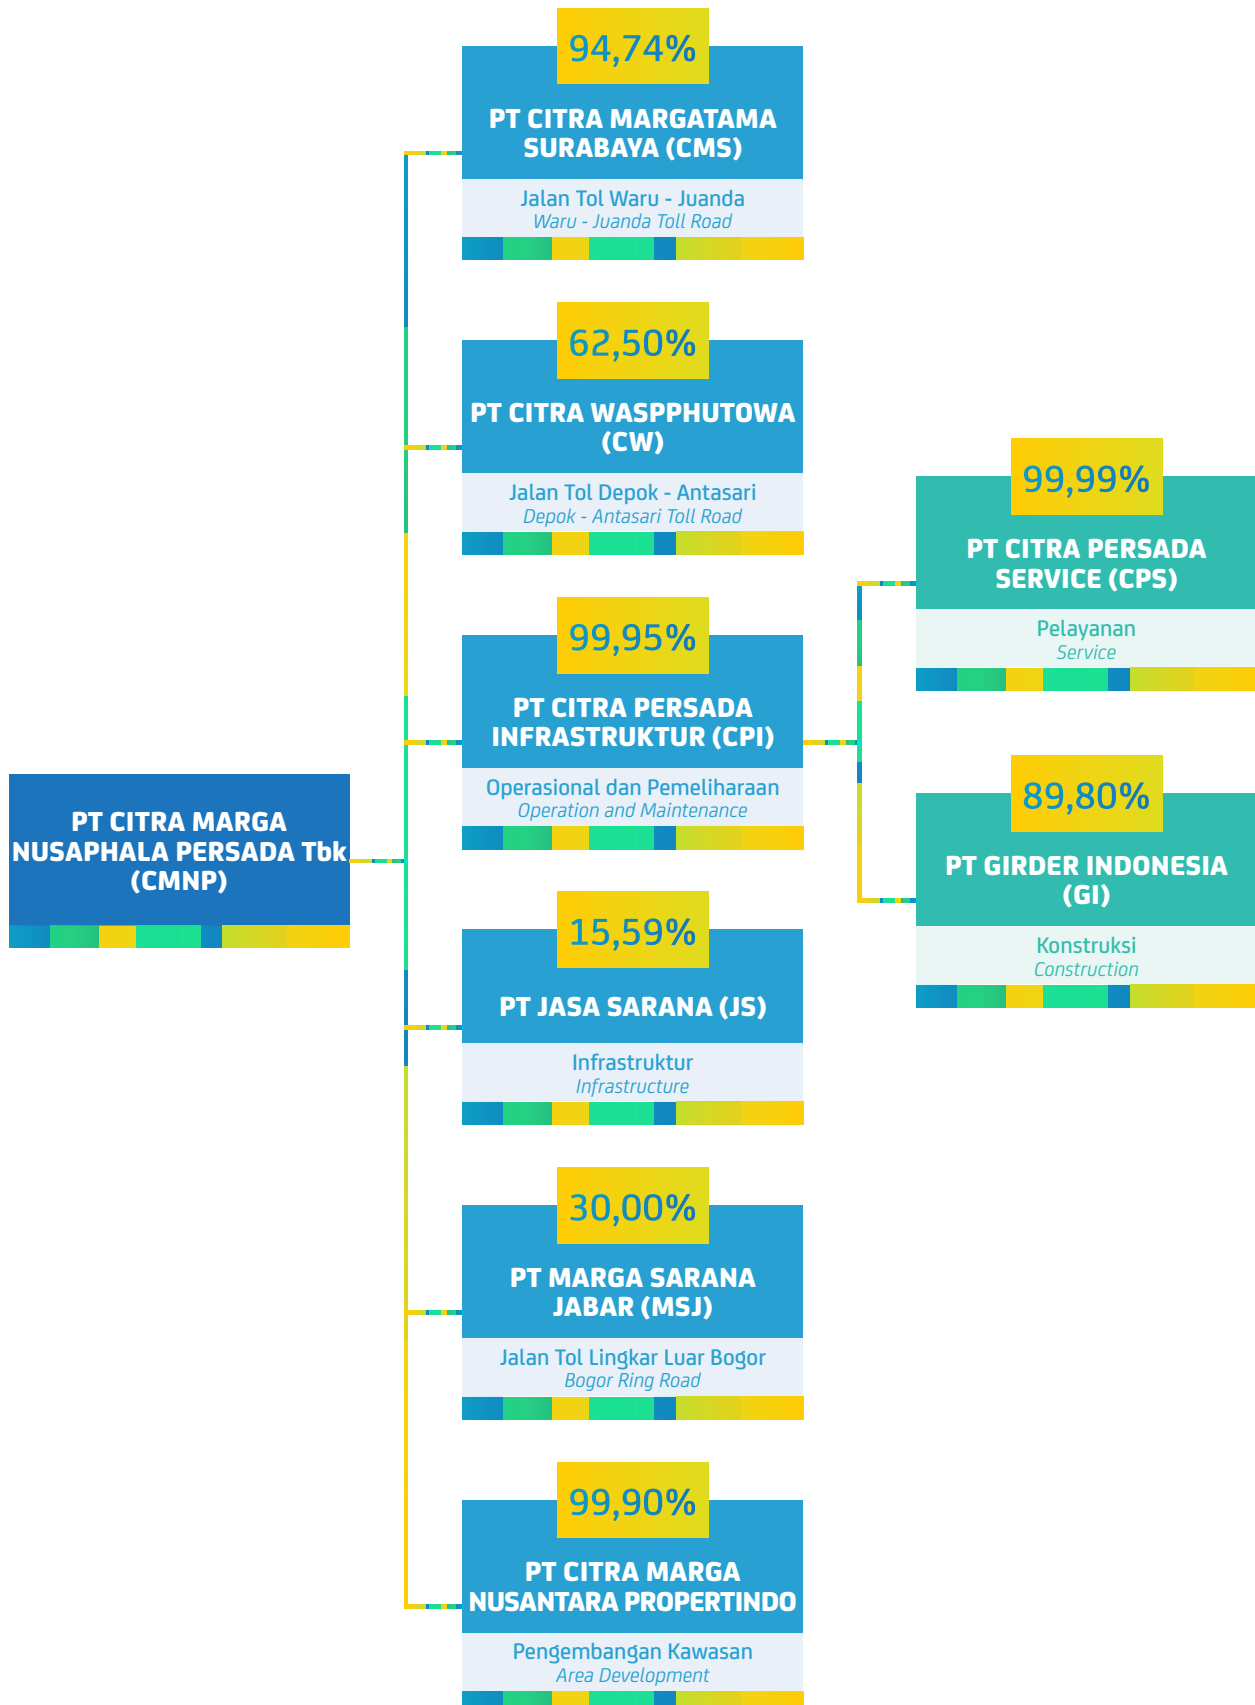 PT CITRA MARGA
NUSAPHALA PERSADA Tbk
(CMNP)
94,74%
PT CITRA MARGATAMA
SURABAYA (CMS)
Jalan Tol Waru - Juanda
Waru - Juanda Toll Road
62,50%
PT CITRA WASPPHUTOWA
(CW)
Jalan Tol Depok - Antasari
Depok - Antasari Toll Road
99,95%
PT CITRA PERSADA
INFRASTRUKTUR (CPI)
Operasional dan Pemeliharaan
Operation and Maintenance
99,99%
PT CITRA PERSADA
SERVICE (CPS)
Pelayanan
Service
89,80%
PT GIRDER INDONESIA
(GI)
Konstruksi
Construction
15,59%
PT JASA SARANA (JS)
Infrastruktur
Infrastructure
30,00%
PT MARGA SARANA
JABAR (MSJ)
Jalan Tol Lingkar Luar Bogor
Bogor Ring Road
99,90%
PT CITRA MARGA
NUSANTARA PROPERTINDO
Pengembangan Kawasan
Area Development